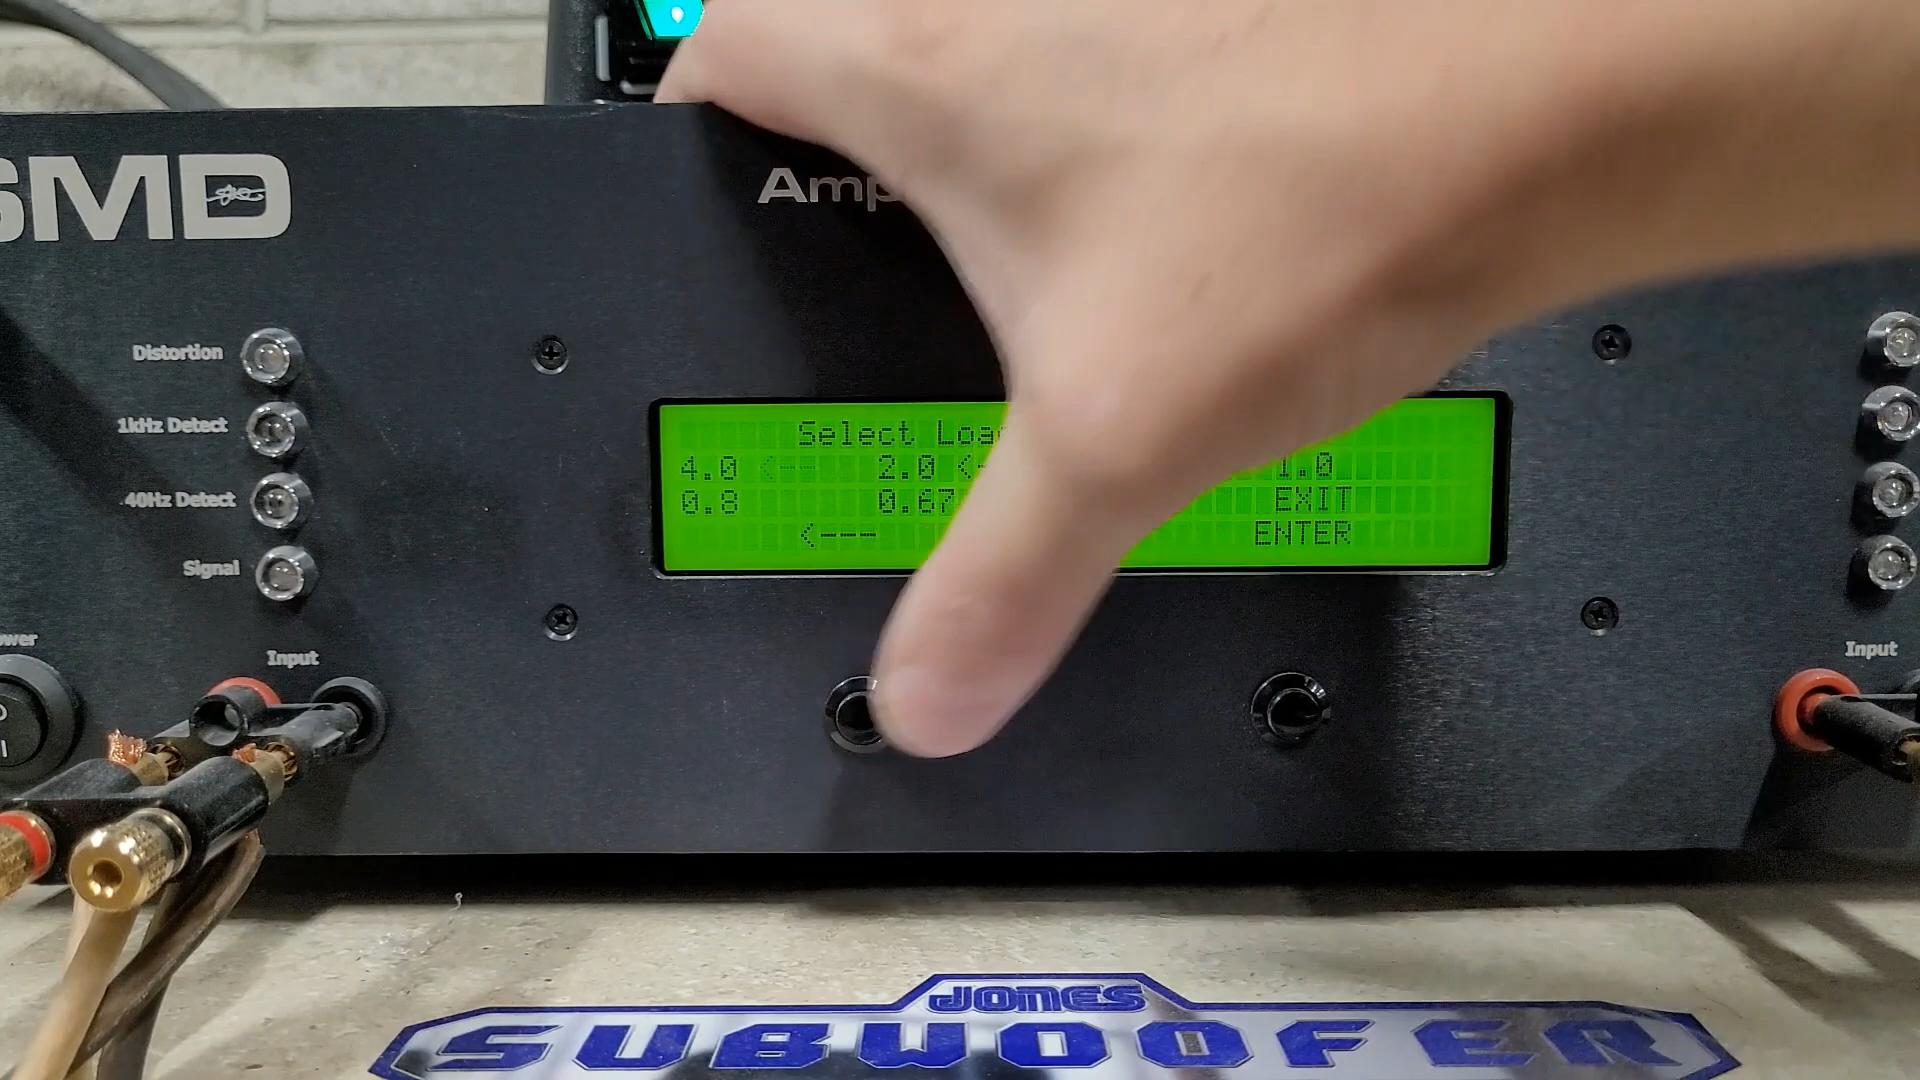 SMD
Amp
Distortion
1kHz Detect
40Hz Detect
Signal
Input
Select Loa
4.0 <-- 2.0 <- 1.0
0.8 0.67 EXIT
<--- ENTER
Input
JONES
SUBWOOFER